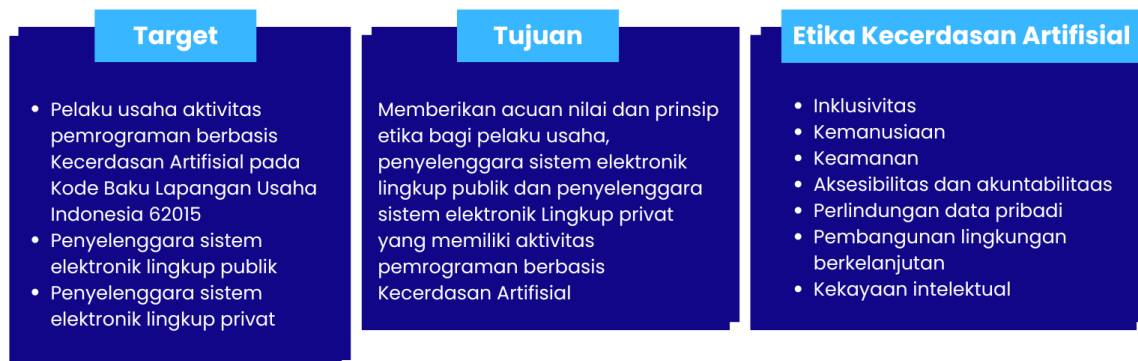 Target
• Pelaku usaha aktivitas
pemrograman berbasis
Kecerdasan Artifisial pada
Kode Baku Lapangan Usaha
Indonesia 62015
• Penyelenggara sistem
elektronik lingkup publik
• Penyelenggara sistem
elektronik lingkup privat
Tujuan
Memberikan acuan nilai dan prinsip
etika bagi pelaku usaha,
penyelenggara sistem elektronik
lingkup publik dan penyelenggara
sistem elektronik Lingkup privat
yang memiliki aktivitas
pemrograman berbasis
Kecerdasan Artifisial
Etika Kecerdasan Artifisial
• Inklusivitas
• Kemanusiaan
• Keamanan
• Aksesibilitas dan akuntabilitaas
• Perlindungan data pribadi
• Pembangunan lingkungan
berkelanjutan
• Kekayaan intelektual